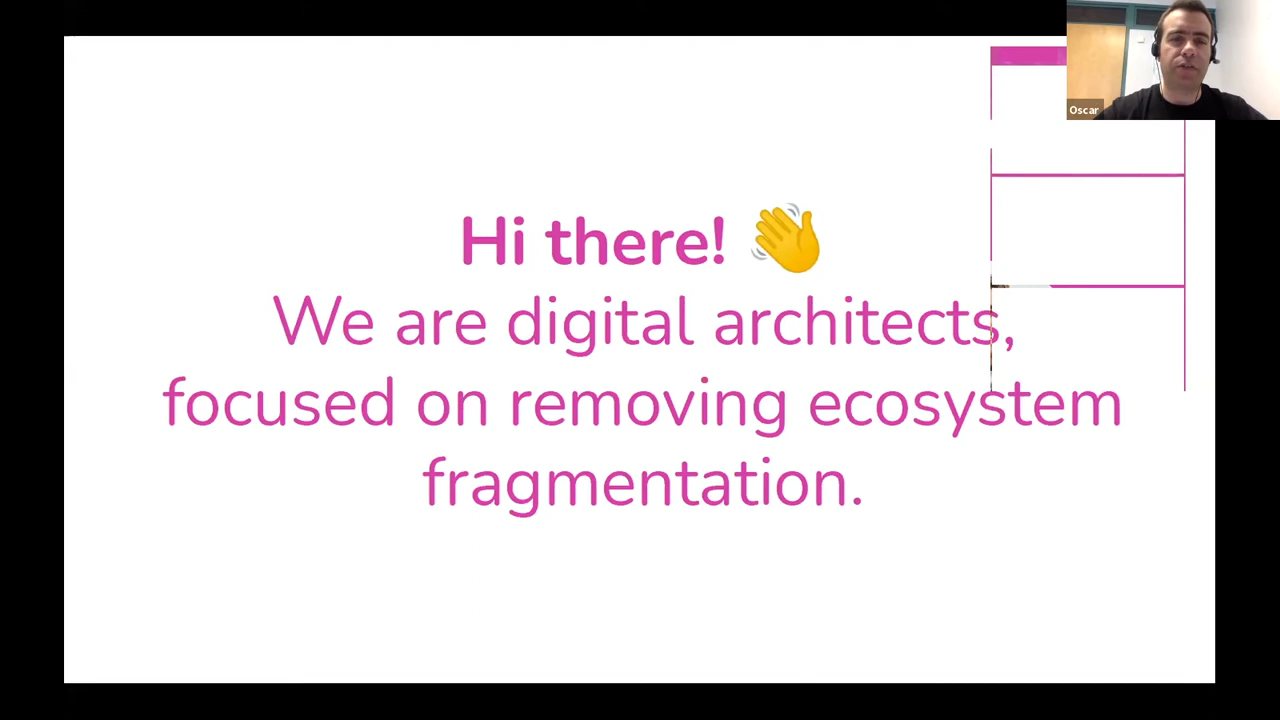 Oscar
Hi there! 👋
We are digital architects,
focused on removing ecosystem
fragmentation.